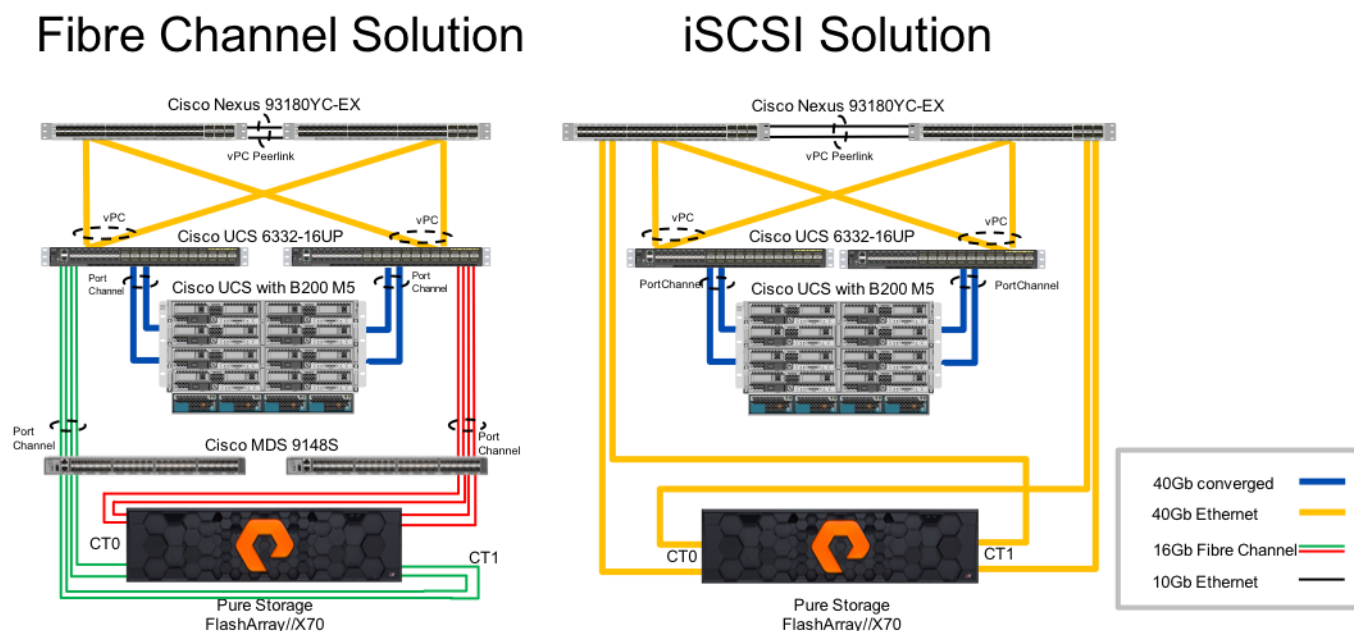 Fibre Channel Solution
Cisco Nexus 93180YC-EX
vPC Peerlink
vPC
vPC
Cisco UCS 6332-16UP
Port
Channel
Port
Channel
Cisco UCS with B200 M5
Port
Channel
Port
Channel
Cisco MDS 9148S
CT0
CT1
Pure Storage
FlashArray//X70
iSCSI Solution
Cisco Nexus 93180YC-EX
vPC Peerlink
vPC
vPC
Cisco UCS 6332-16UP
PortChannel
PortChannel
Cisco UCS with B200 M5
CT0
CT1
Pure Storage
FlashArray//X70
40Gb converged
40Gb Ethernet
16Gb Fibre Channel
10Gb Ethernet